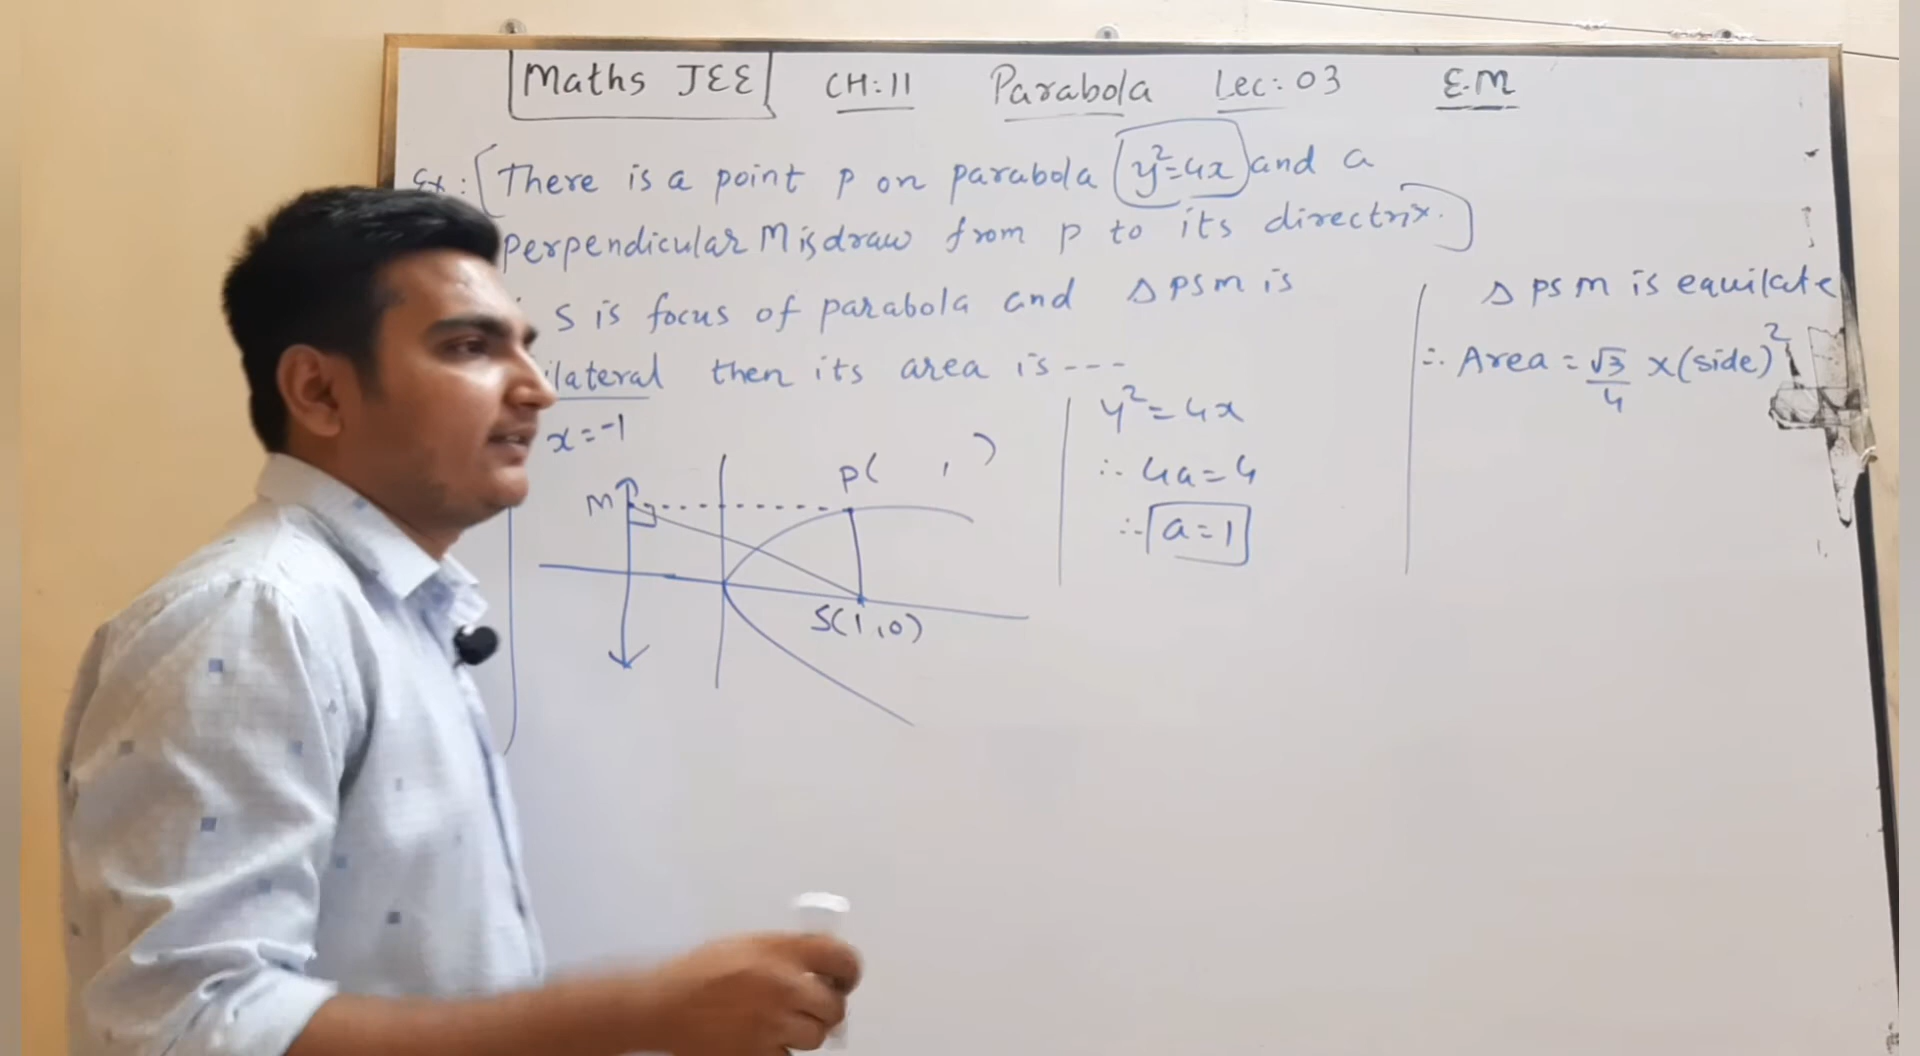 Maths JEE CH:11 Parabola Lec:03 E.M
Ex: There is a point P on parabola y²=4x and a
perpendicular M is draw from P to its directrix.
S is focus of parabola and Δ PSM is
ilateral then its area is ---
x=-1
M
P( , )
S(1,0)
y²=4x
∴ 4a=4
∴ a=1
Δ PSM is equilate
∴ Area = √3/4 x(side)²